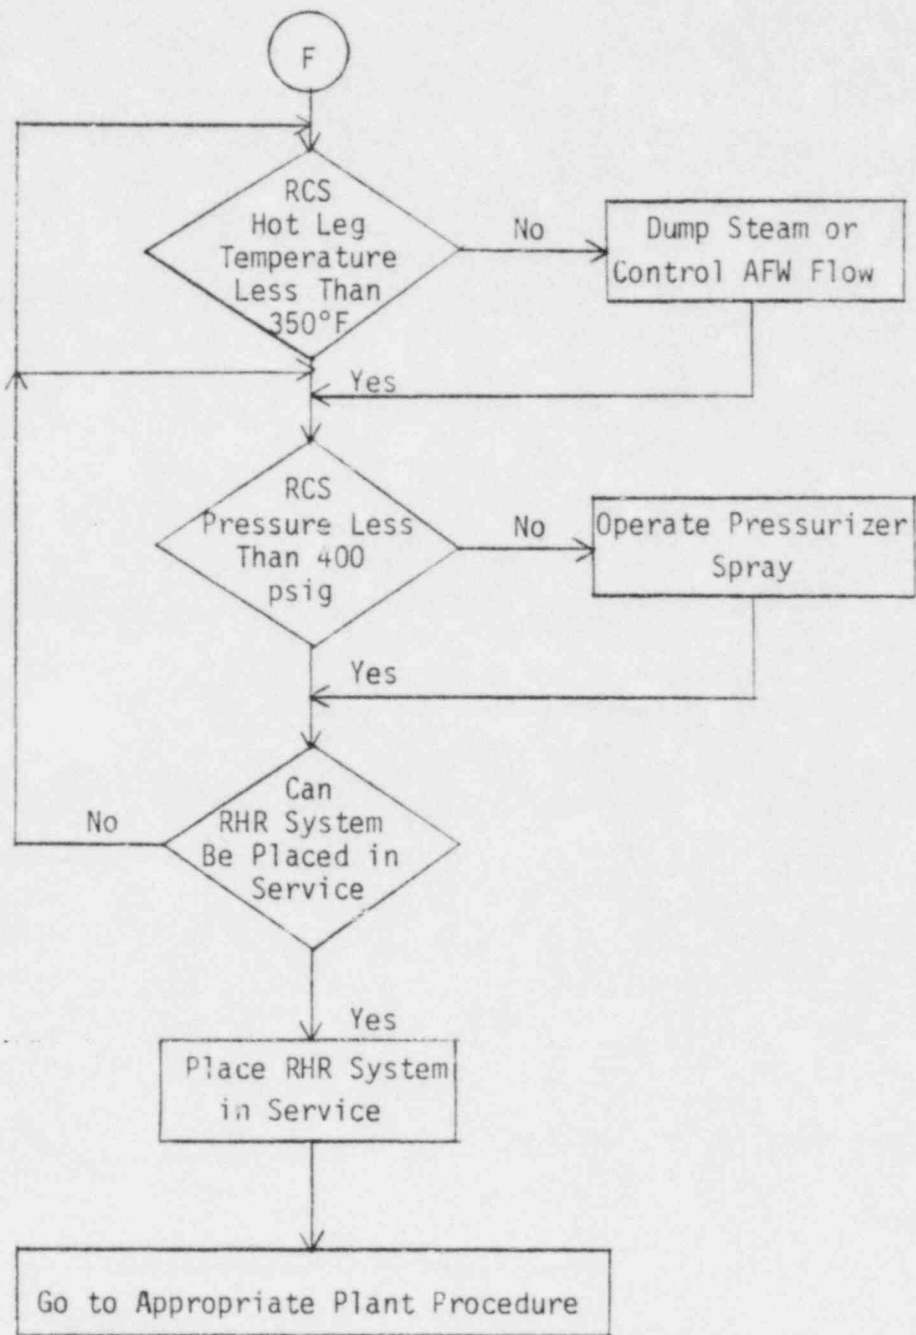 F
RCS
Hot Leg
Temperature
Less Than
350°F
No
Dump Steam or
Control AFW Flow
Yes
RCS
Pressure Less
Than 400
psig
No
Operate Pressurizer
Spray
Yes
Can
RHR System
Be Placed in
Service
No
Yes
Place RHR System
in Service
Go to Appropriate Plant Procedure